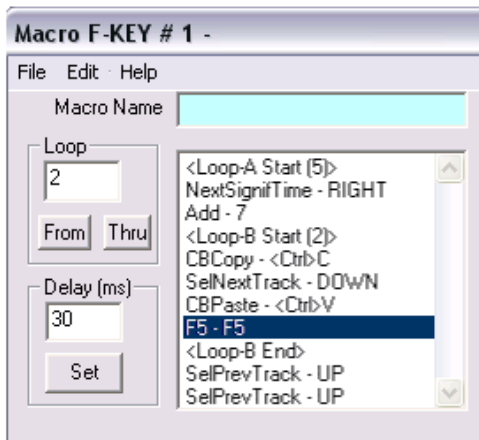 Macro F-KEY # 1 -
File Edit Help
Macro Name
Loop
2
From Thru
Delay (ms)
30
Set
<Loop-A Start (5)>
NextSignifTime - RIGHT
Add - 7
<Loop-B Start (2)>
CBCopy - <Ctrl>C
SelNextTrack - DOWN
CBPaste - <Ctrl>V
F5 - F5
<Loop-B End>
SelPrevTrack - UP
SelPrevTrack - UP